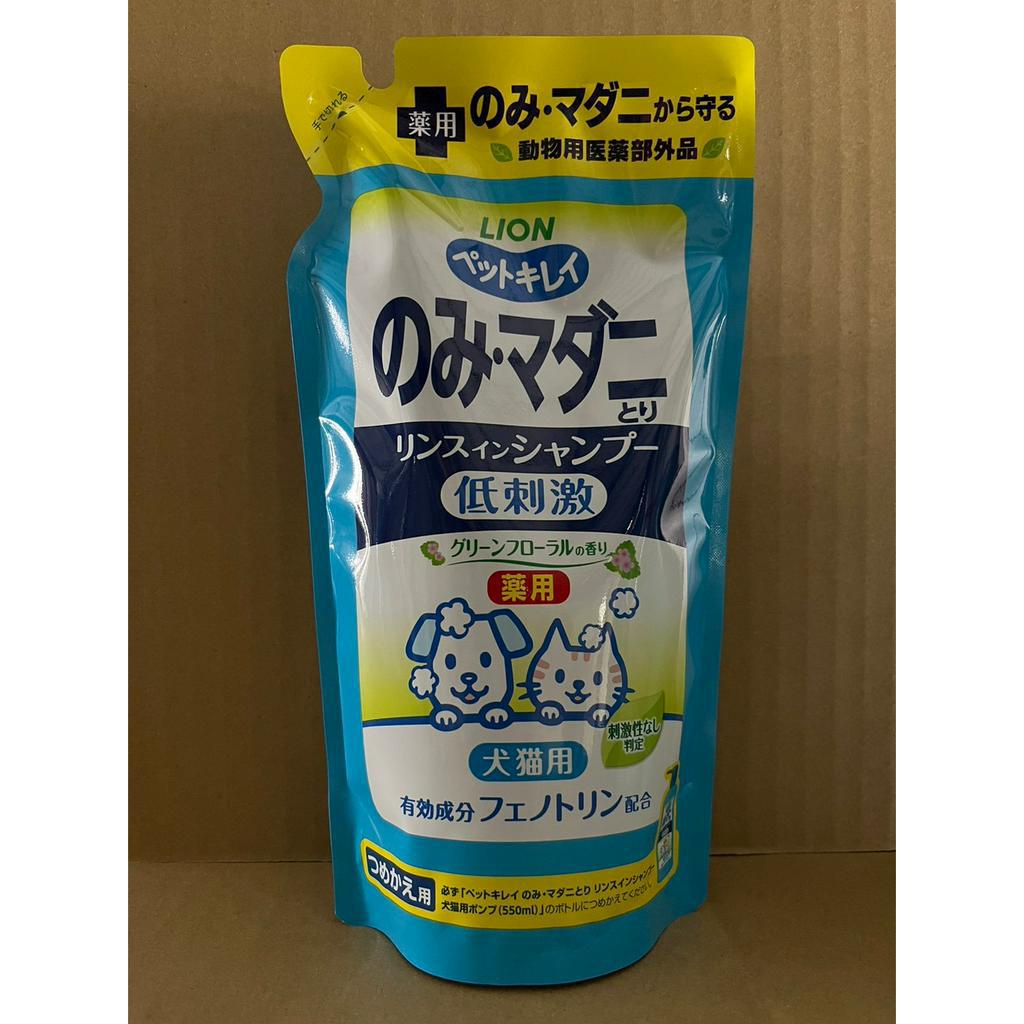 手で切れる
薬用
のみ・マダニから守る
動物用医薬部外品
LION
ペットキレイ
のみ・マダニ
とり
リンスインシャンプー
低刺激
グリーンフローラルの香り
薬用
刺激性なし
判定
犬猫用
有効成分フェノトリン配合
つめかえ用
必ず「ペットキレイ のみ・マダニとり リンスインシャンプー
犬猫用ポンプ(550ml)」のボトルにつめかえてください。